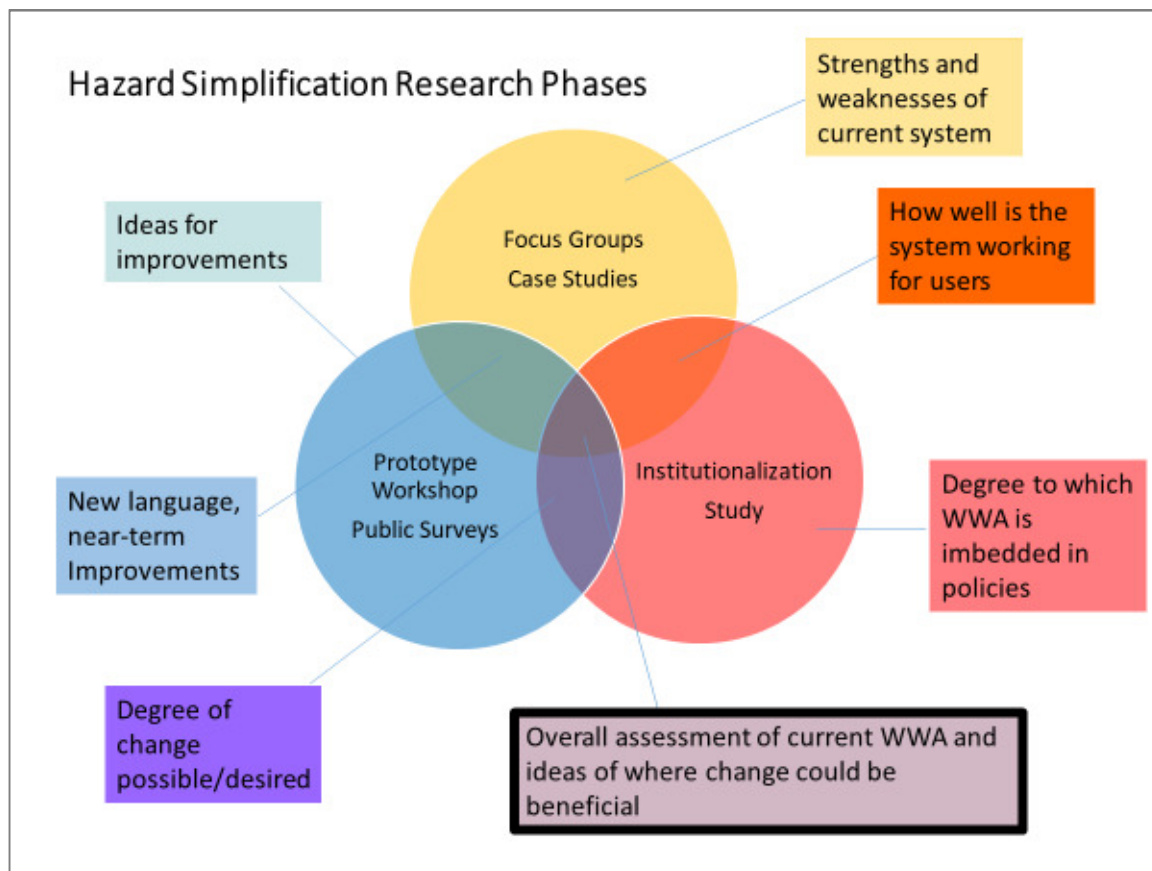 Hazard Simplification Research Phases
Strengths and
weaknesses of
current system
Ideas for
improvements
Focus Groups
Case Studies
How well is the
system working
for users
New language,
near-term
Improvements
Prototype
Workshop
Public Surveys
Institutionalization
Study
Degree to which
WWA is
imbedded in
policies
Degree of
change
possible/desired
Overall assessment of current WWA and
ideas of where change could be
beneficial